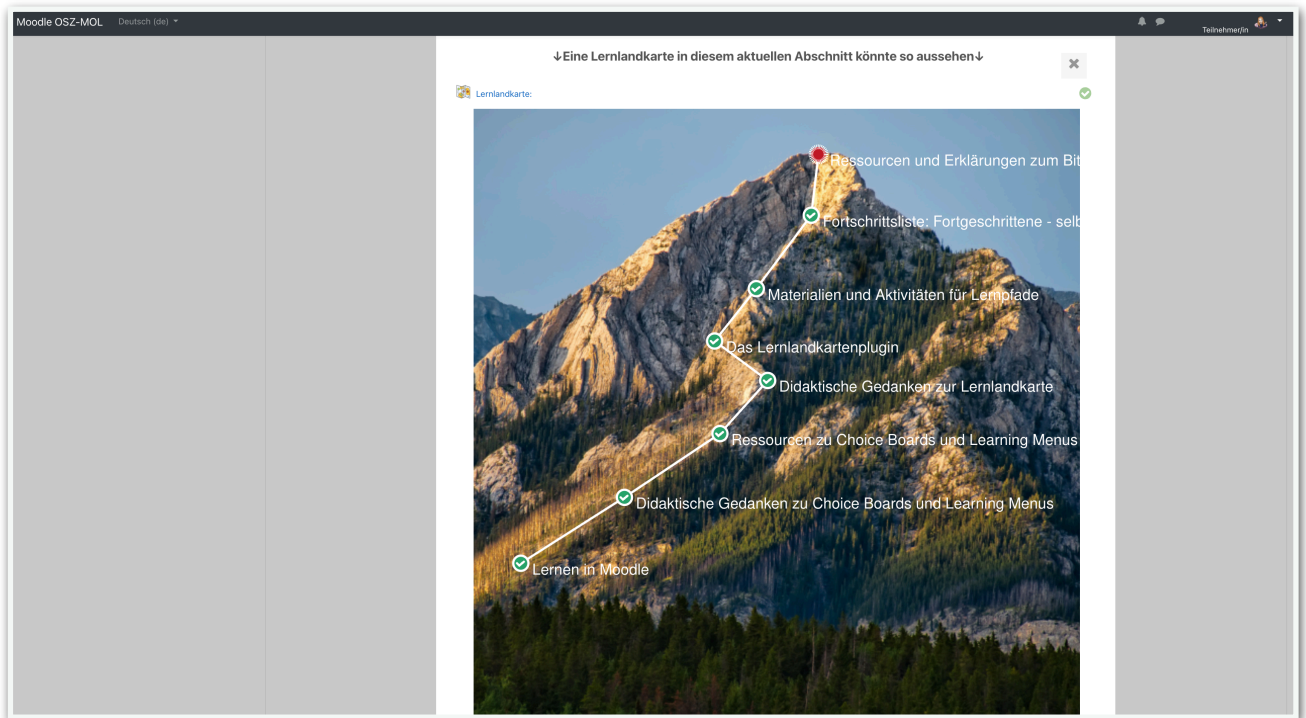 Moodle OSZ-MOL Deutsch (de)
Teilnehmer/in
↓Eine Lernlandkarte in diesem aktuellen Abschnitt könnte so aussehen↓
Lernlandkarte:
Ressourcen und Erklärungen zum Bit
Fortschrittsliste: Fortgeschrittene - selb
Materialien und Aktivitäten für Lernpfade
Das Lernlandkartenplugin
Didaktische Gedanken zur Lernlandkarte
Ressourcen zu Choice Boards und Learning Menus
Didaktische Gedanken zu Choice Boards und Learning Menus
Lernen in Moodle